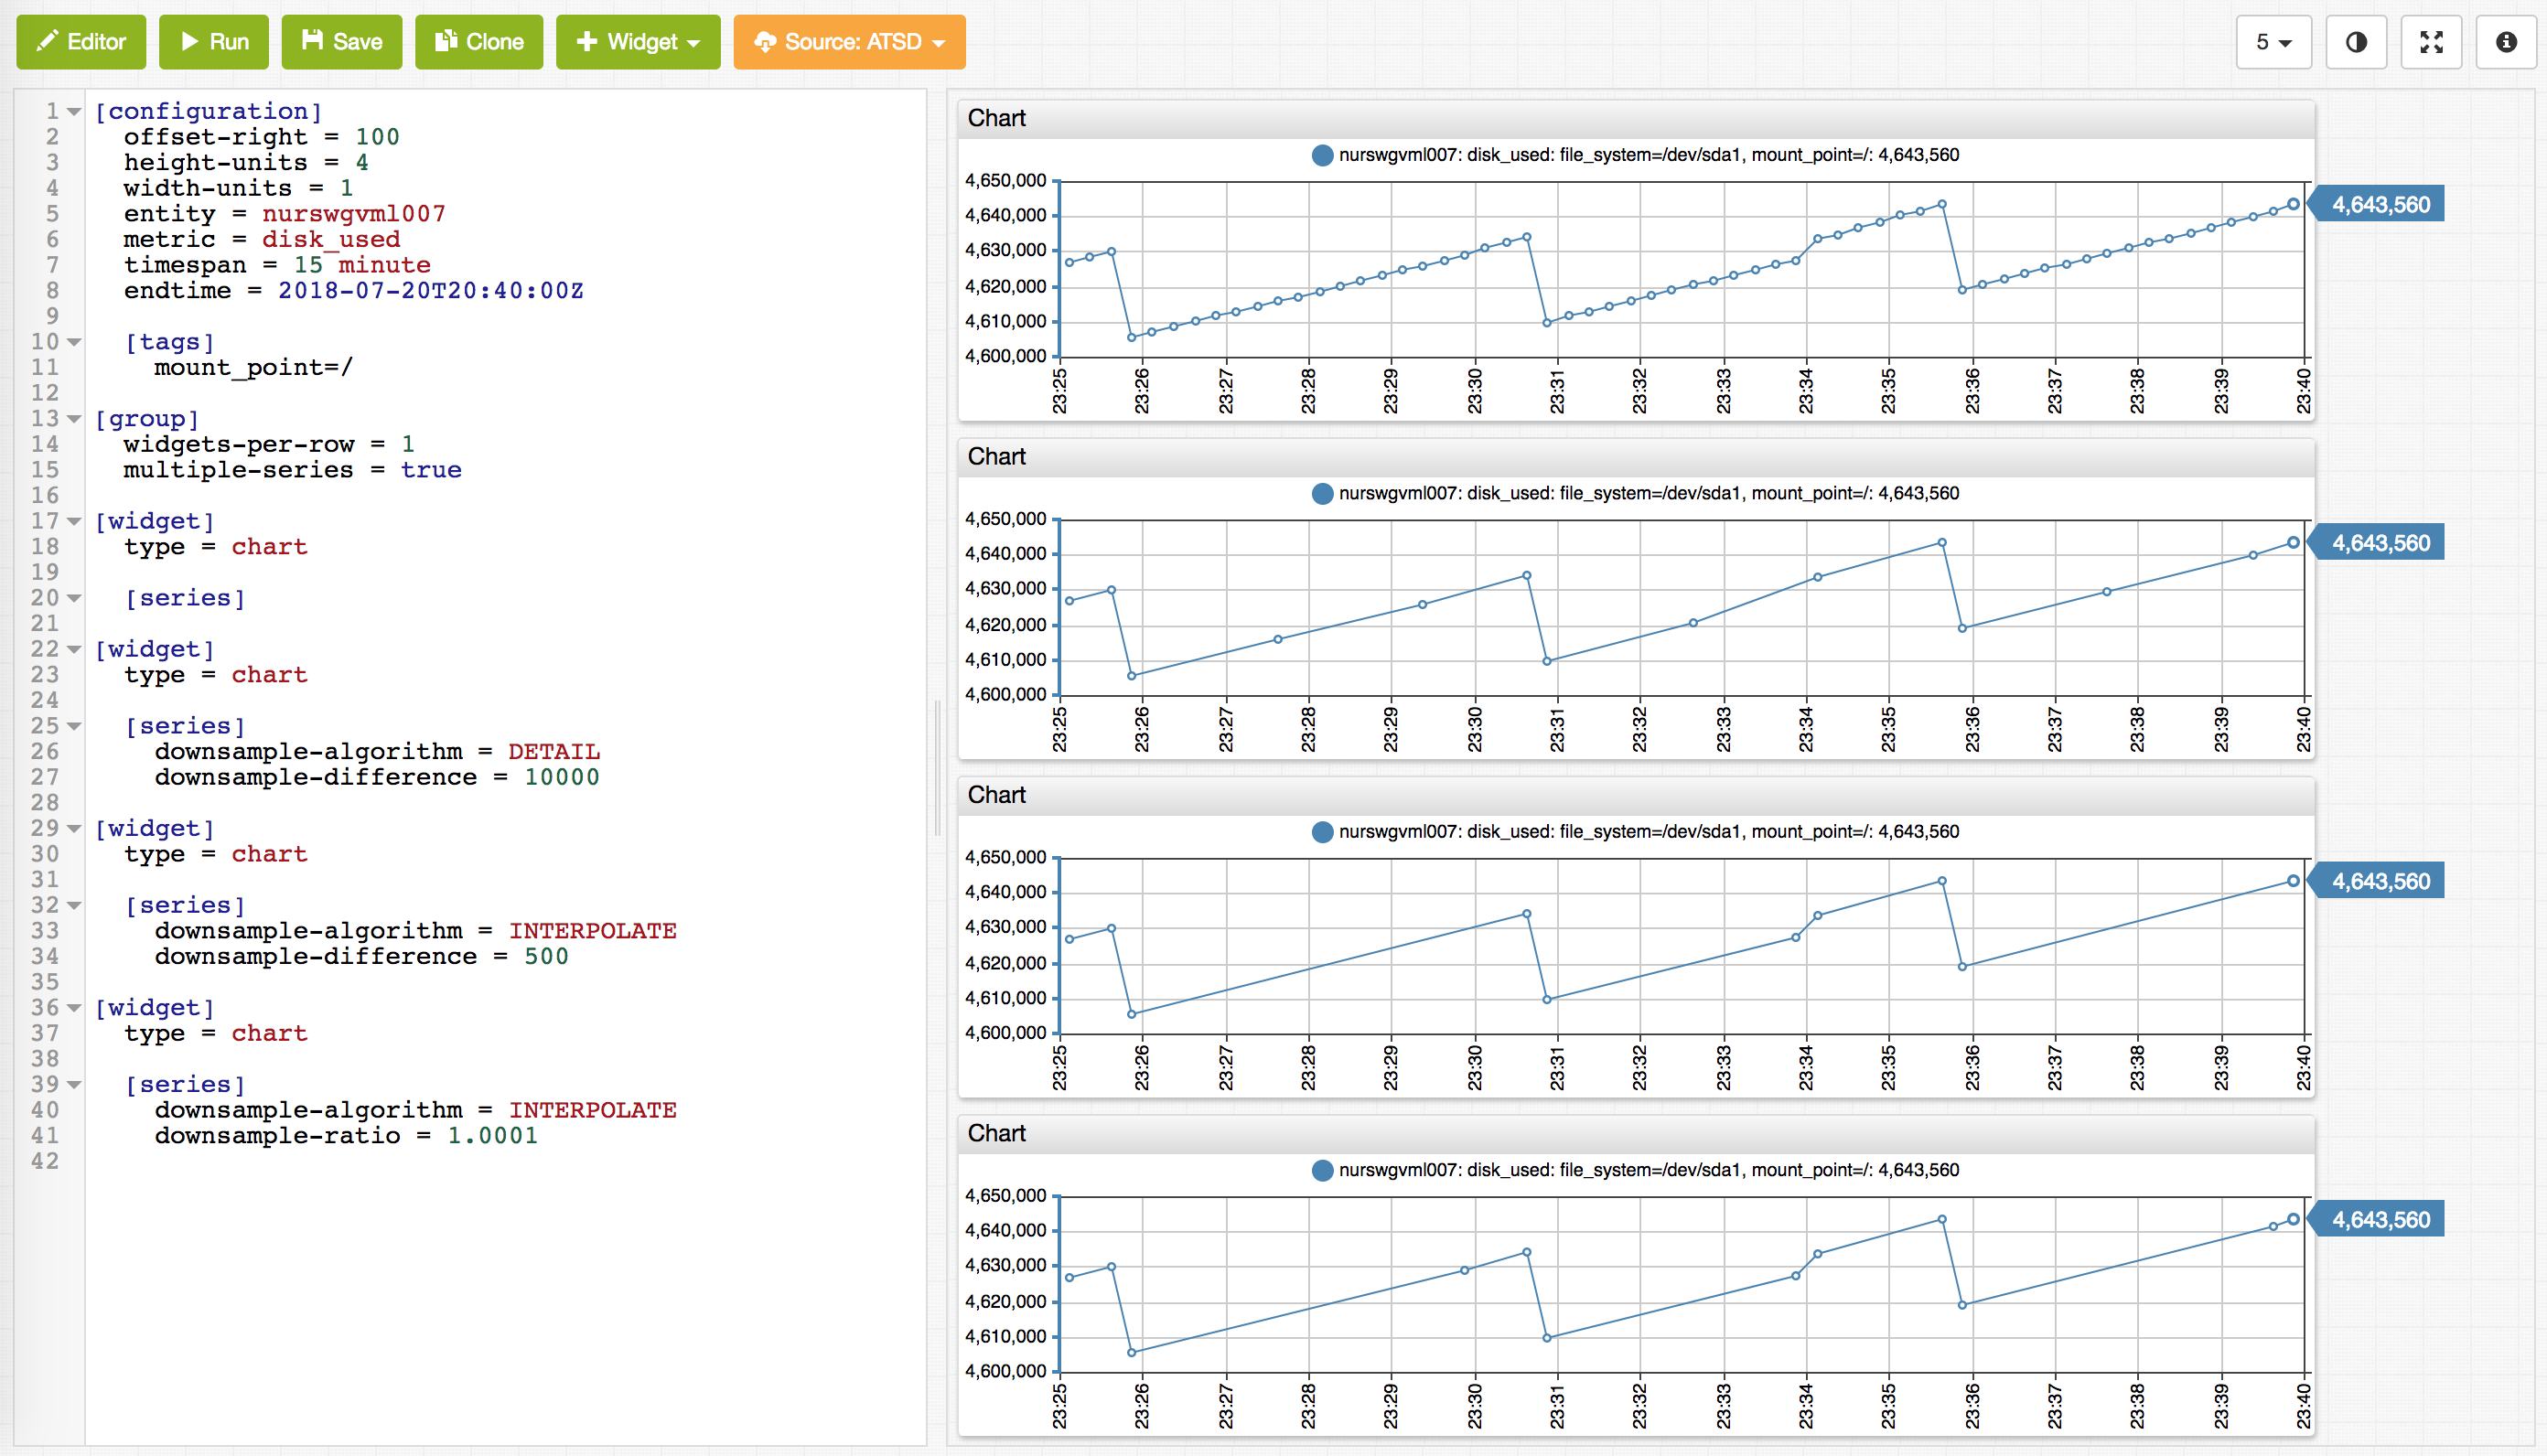 Editor Run Save Clone Widget Source: ATSD 5
1 [configuration]
2 offset-right = 100
3 height-units = 4
4 width-units = 1
5 entity = nurswgvml007
6 metric = disk_used
7 timespan = 15 minute
8 endtime = 2018-07-20T20:40:00Z
9
10 [tags]
11 mount_point=/
12
13 [group]
14 widgets-per-row = 1
15 multiple-series = true
16
17 [widget]
18 type = chart
19
20 [series]
21
22 [widget]
23 type = chart
24
25 [series]
26 downsample-algorithm = DETAIL
27 downsample-difference = 10000
28
29 [widget]
30 type = chart
31
32 [series]
33 downsample-algorithm = INTERPOLATE
34 downsample-difference = 500
35
36 [widget]
37 type = chart
38
39 [series]
40 downsample-algorithm = INTERPOLATE
41 downsample-ratio = 1.0001
42
Chart
nurswgvml007: disk_used: file_system=/dev/sda1, mount_point=/: 4,643,560
4,650,000
4,643,560
4,640,000
4,630,000
4,620,000
4,610,000
4,600,000
23:25 23:26 23:27 23:28 23:29 23:30 23:31 23:32 23:33 23:34 23:35 23:36 23:37 23:38 23:39 23:40
Chart
nurswgvml007: disk_used: file_system=/dev/sda1, mount_point=/: 4,643,560
4,650,000
4,643,560
4,640,000
4,630,000
4,620,000
4,610,000
4,600,000
23:25 23:26 23:27 23:28 23:29 23:30 23:31 23:32 23:33 23:34 23:35 23:36 23:37 23:38 23:39 23:40
Chart
nurswgvml007: disk_used: file_system=/dev/sda1, mount_point=/: 4,643,560
4,650,000
4,643,560
4,640,000
4,630,000
4,620,000
4,610,000
4,600,000
23:25 23:26 23:27 23:28 23:29 23:30 23:31 23:32 23:33 23:34 23:35 23:36 23:37 23:38 23:39 23:40
Chart
nurswgvml007: disk_used: file_system=/dev/sda1, mount_point=/: 4,643,560
4,650,000
4,643,560
4,640,000
4,630,000
4,620,000
4,610,000
4,600,000
23:25 23:26 23:27 23:28 23:29 23:30 23:31 23:32 23:33 23:34 23:35 23:36 23:37 23:38 23:39 23:40